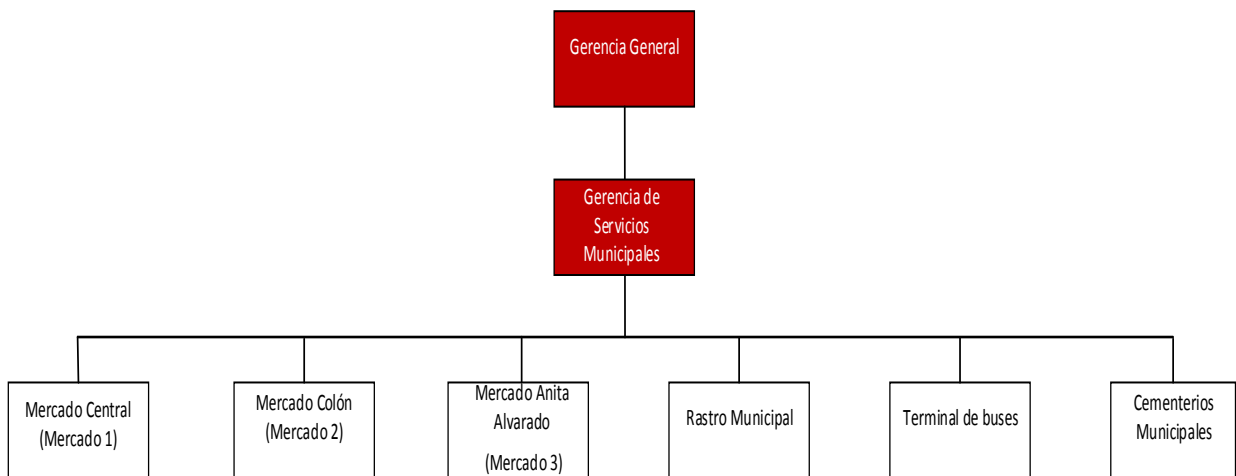 Gerencia General
Gerencia de
Servicios
Municipales
Mercado Central
(Mercado 1)
Mercado Colón
(Mercado 2)
Mercado Anita
Alvarado
(Mercado 3)
Rastro Municipal
Terminal de buses
Cementerios
Municipales